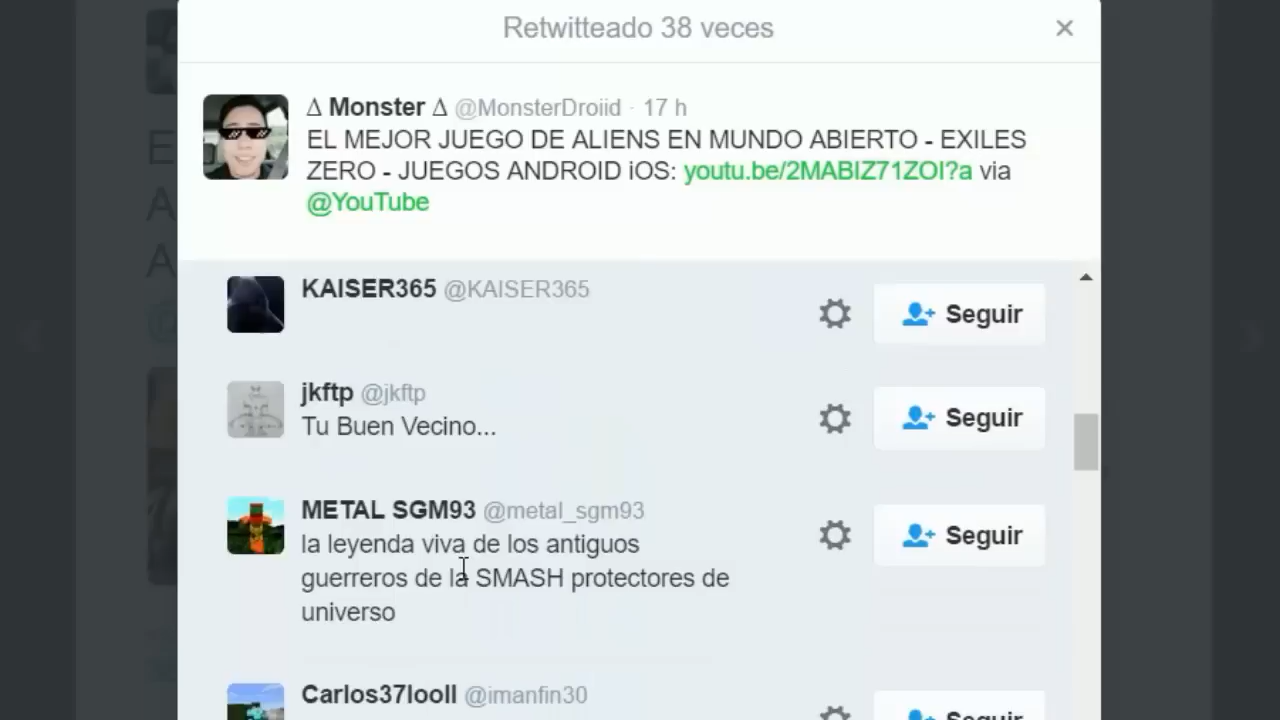 Retwitteado 38 veces
Δ Monster Δ @MonsterDroiid · 17 h
EL MEJOR JUEGO DE ALIENS EN MUNDO ABIERTO - EXILES
ZERO - JUEGOS ANDROID iOS: youtu.be/2MABIZ71ZOI?a via
@YouTube
KAISER365 @KAISER365
Seguir
jkftp @jkftp
Tu Buen Vecino...
Seguir
METAL SGM93 @metal_sgm93
la leyenda viva de los antiguos
guerreros de la SMASH protectores de
universo
Seguir
Carlos37looll @imanfin30
Seguir